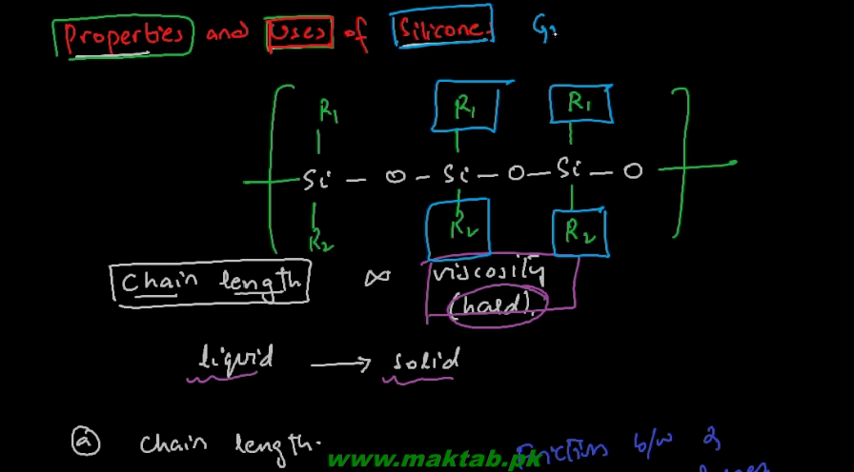 Properties and Uses of Silicone. G
R₁ R₁ R₁
Si – O – Si – O – Si – O
R₂ R₂ R₂
Chain length ∝ viscosity
(hard)
liquid → solid
ⓐ Chain length. Friction b/w 2
www.maktab.pk